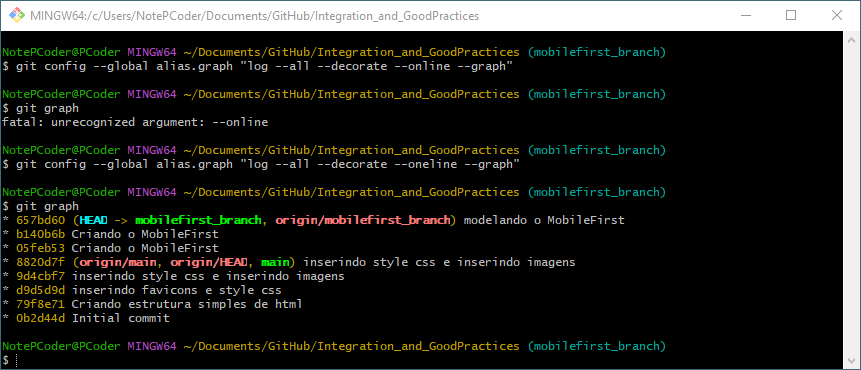 MINGW64:/c/Users/NotePCoder/Documents/GitHub/Integration_and_GoodPractices
NotePCoder@PCoder MINGW64 ~/Documents/GitHub/Integration_and_GoodPractices (mobilefirst_branch)
$ git config --global alias.graph "log --all --decorate --online --graph"
NotePCoder@PCoder MINGW64 ~/Documents/GitHub/Integration_and_GoodPractices (mobilefirst_branch)
$ git graph
fatal: unrecognized argument: --online
NotePCoder@PCoder MINGW64 ~/Documents/GitHub/Integration_and_GoodPractices (mobilefirst_branch)
$ git config --global alias.graph "log --all --decorate --oneline --graph"
NotePCoder@PCoder MINGW64 ~/Documents/GitHub/Integration_and_GoodPractices (mobilefirst_branch)
$ git graph
* 657bd60 (HEAD -> mobilefirst_branch, origin/mobilefirst_branch) modelando o MobileFirst
* b140b6b Criando o MobileFirst
* 05feb53 Criando o MobileFirst
* 8820d7f (origin/main, origin/HEAD, main) inserindo style css e inserindo imagens
* 9d4cbf7 inserindo style css e inserindo imagens
* d9d5d9d inserindo favicons e style css
* 79f8e71 Criando estrutura simples de html
* 0b2d44d Initial commit
NotePCoder@PCoder MINGW64 ~/Documents/GitHub/Integration_and_GoodPractices (mobilefirst_branch)
$